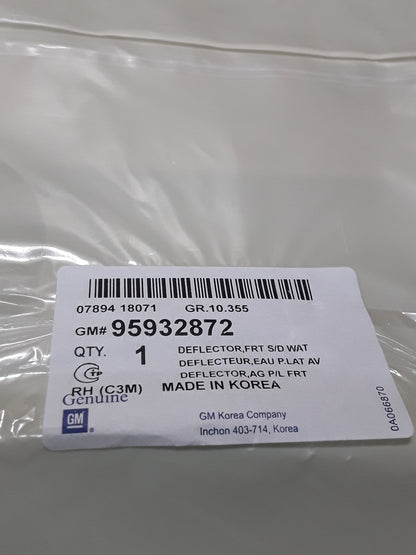 07894 18071 GR.10.355
GM# 95932872
QTY. 1 DEFLECTOR,FRT S/D WAT
DEFLECTEUR,EAU P.LAT AV
DEFLECTOR,AG P/L FRT
RH (C3M) MADE IN KOREA
Genuine
GM
GM Korea Company
Inchon 403-714, Korea
0A066870